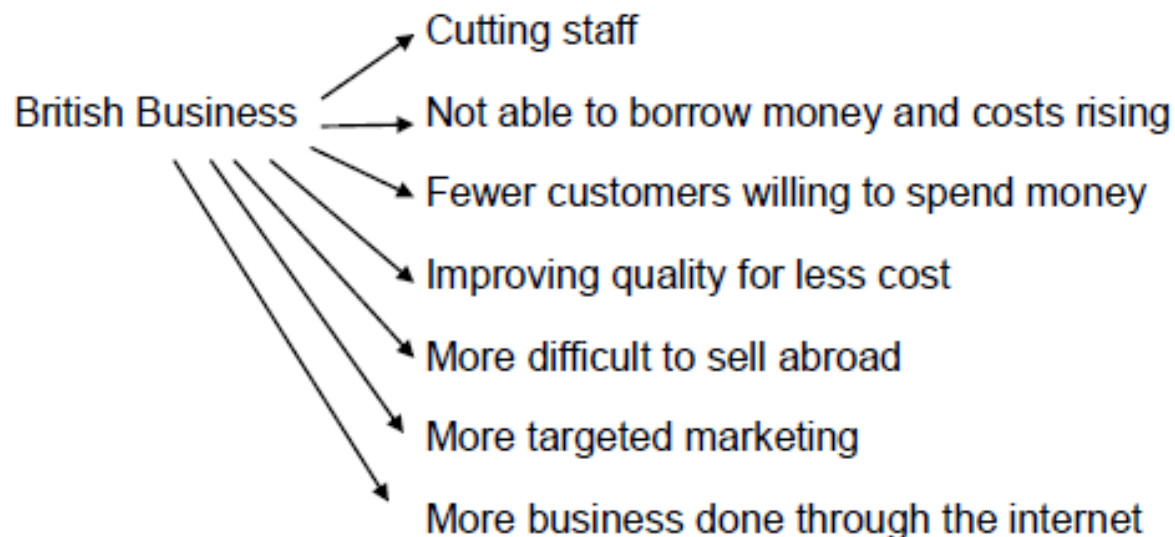 Cutting staff
British Business
Not able to borrow money and costs rising
Fewer customers willing to spend money
Improving quality for less cost
More difficult to sell abroad
More targeted marketing
More business done through the internet